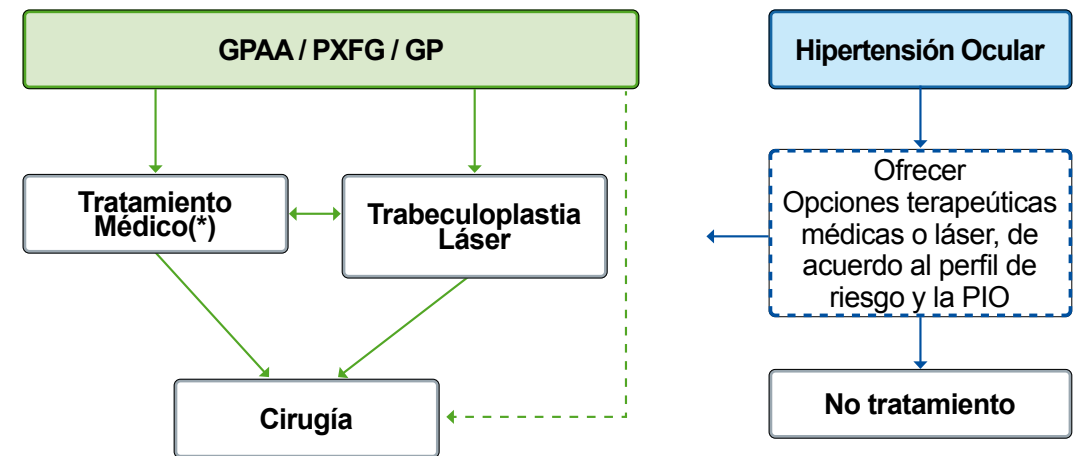 GPAA / PXFG / GP
Hipertensión Ocular
Tratamiento
Médico(*)
Trabeculoplastia
Láser
Ofrecer
Opciones terapeúticas
médicas o láser, de
acuerdo al perfil de
riesgo y la PIO
Cirugía
No tratamiento